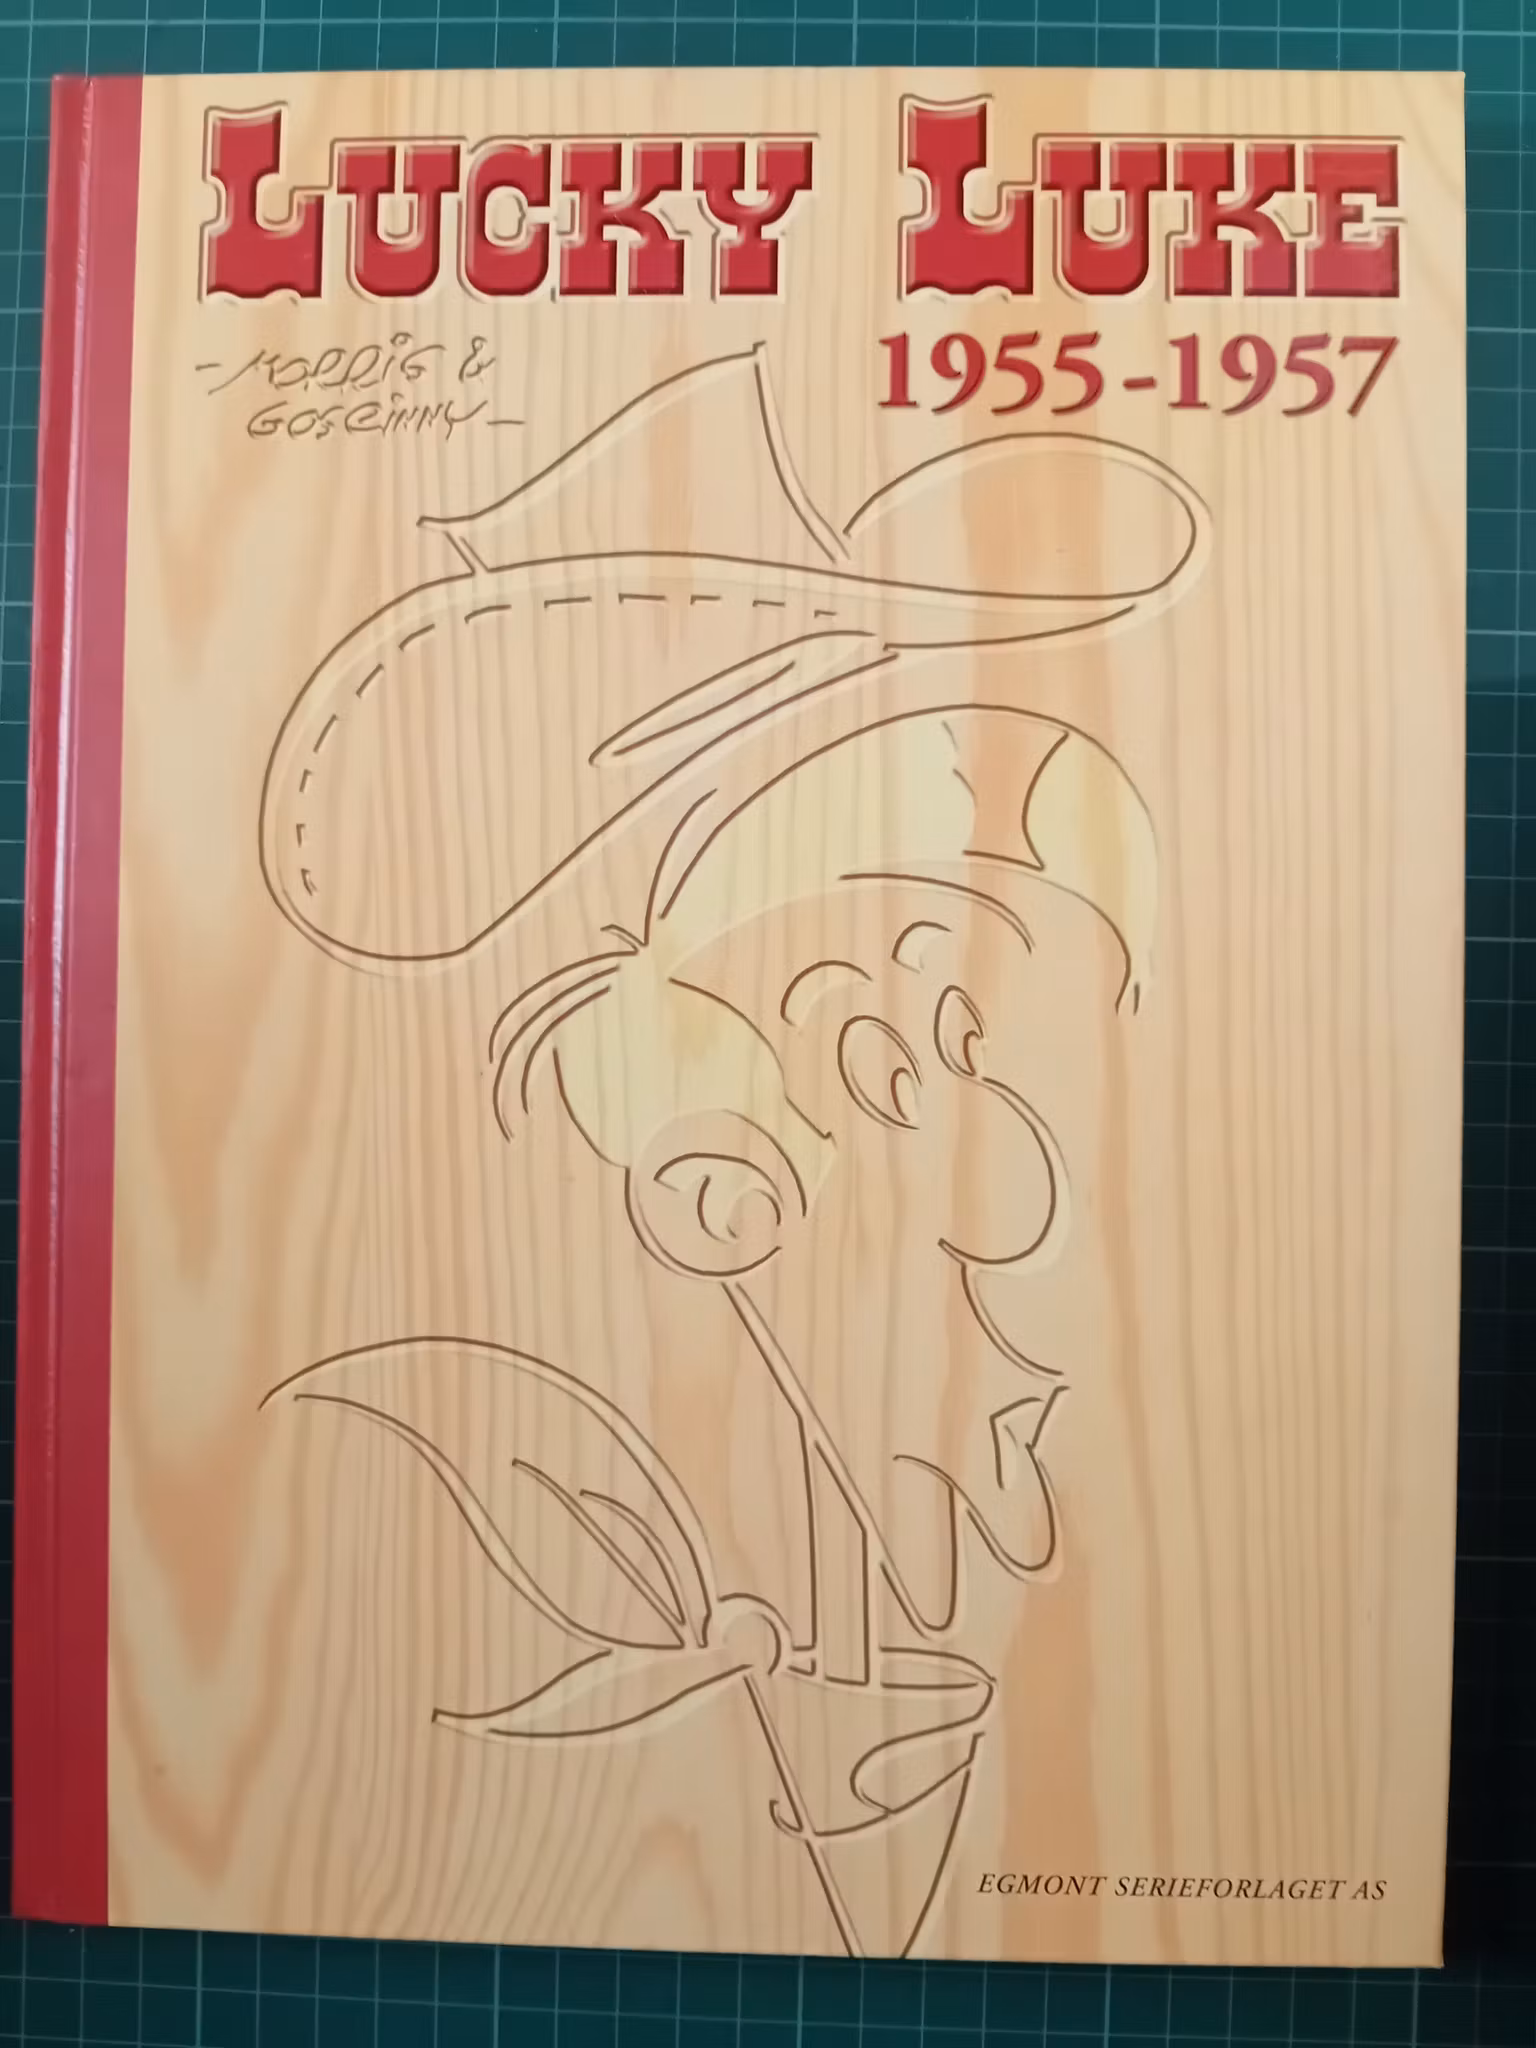 LUCKY LUKE
1955-1957
- MORRIS &
GOSCINNY -
EGMONT SERIEFORLAGET AS